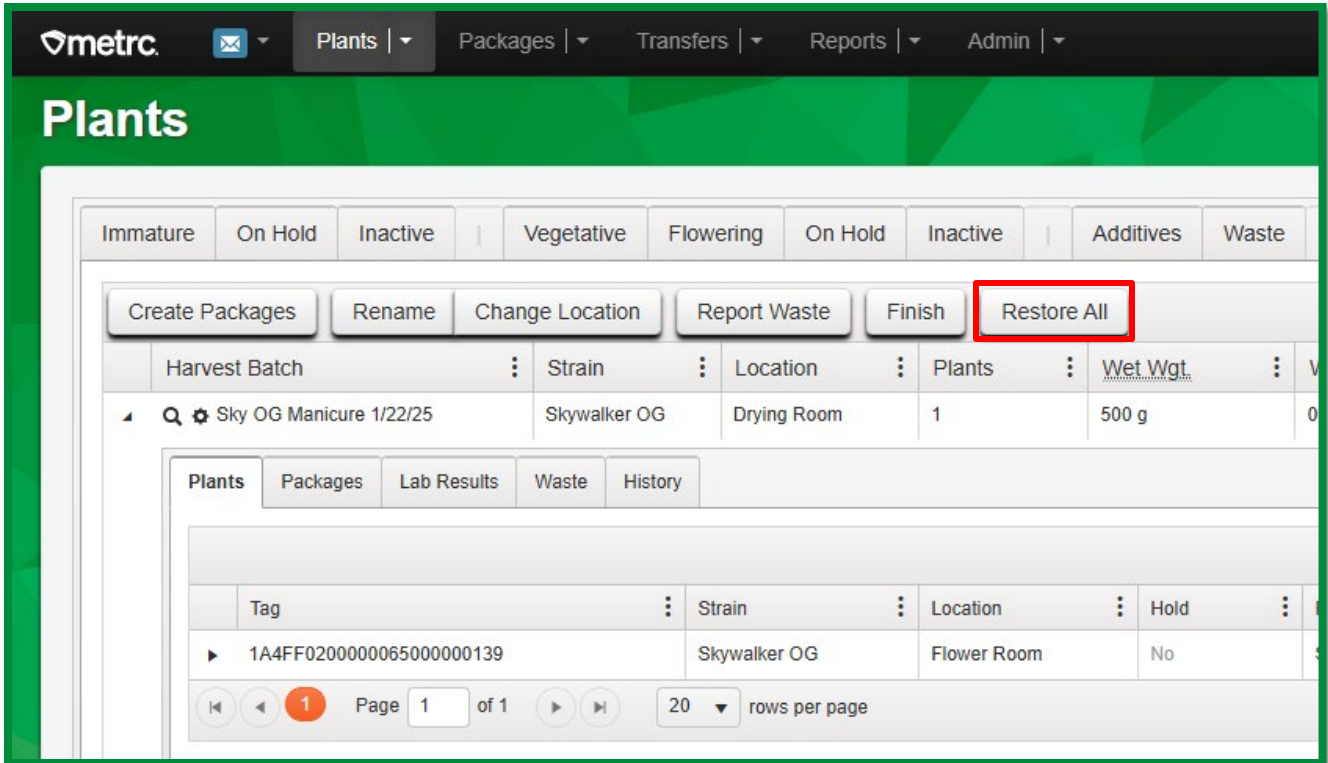 metrc. Plants Packages Transfers Reports Admin
Plants
Immature On Hold Inactive | Vegetative Flowering On Hold Inactive | Additives Waste
Create Packages Rename Change Location Report Waste Finish Restore All
Harvest Batch Strain Location Plants Wet Wgt.
Sky OG Manicure 1/22/25 Skywalker OG Drying Room 1 500 g 0
Plants Packages Lab Results Waste History
Tag Strain Location Hold
1A4FF0200000065000000139 Skywalker OG Flower Room No
1 Page 1 of 1 20 rows per page